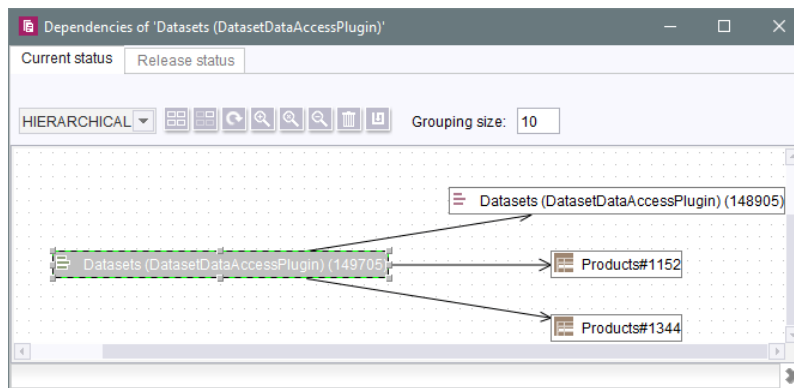 Dependencies of 'Datasets (DatasetDataAccessPlugin)'
Current status
Release status
HIERARCHICAL
Grouping size: 10
Datasets (DatasetDataAccessPlugin) (148905)
Datasets (DatasetDataAccessPlugin) (149705)
Products#1152
Products#1344